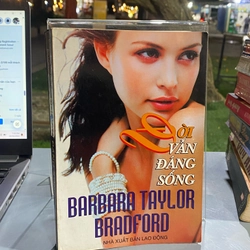 ĐỜI
VẪN
ĐÁNG
SỐNG
BARBARA TAYLOR
BRADFORD
NHÀ XUẤT BẢN LAO ĐỘNG